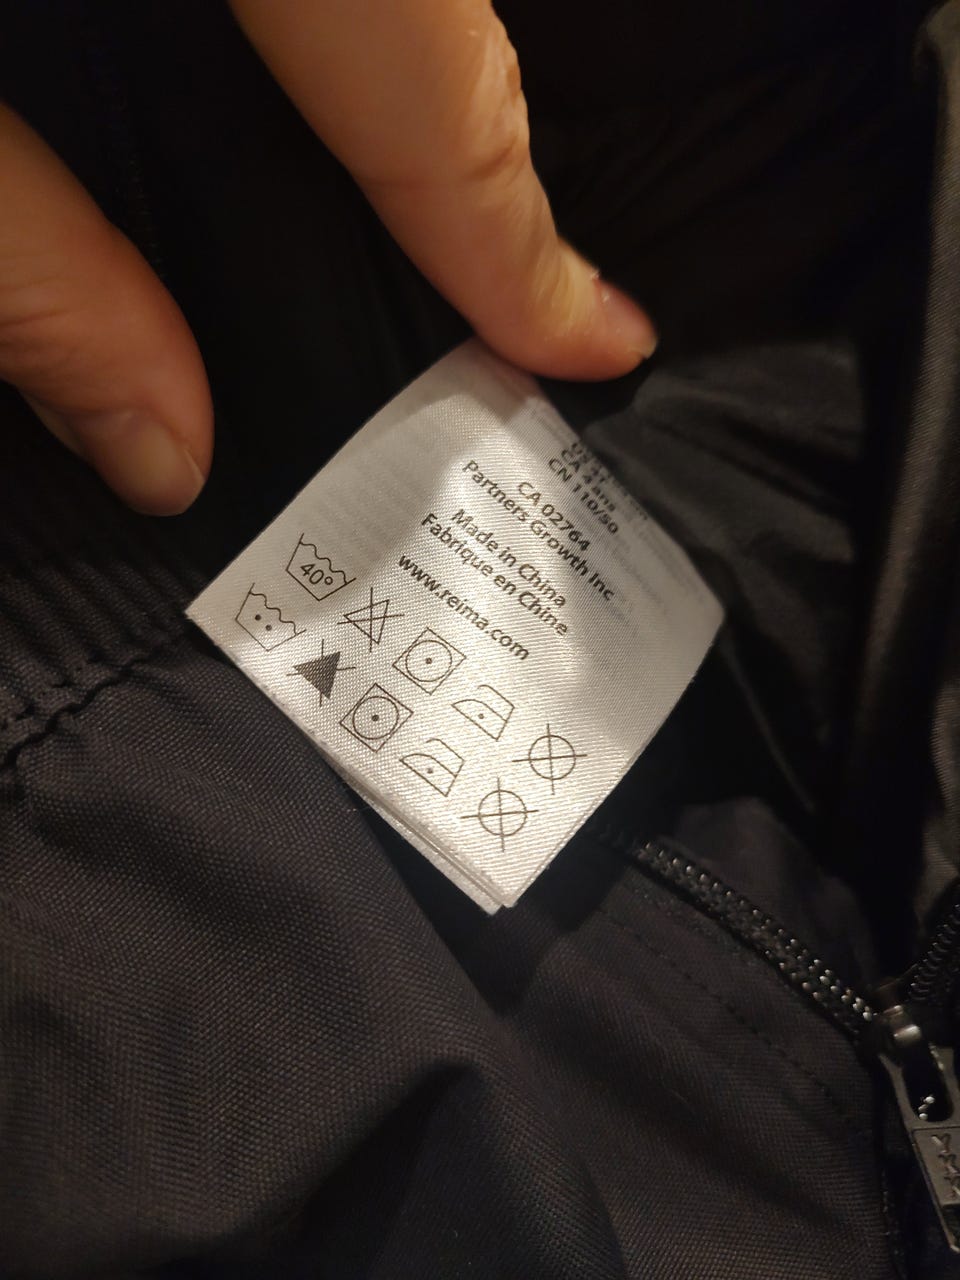 CN 110/50
CA 02764
Partners Growth Inc
Made in China
Fabrique en Chine
www.reima.com
40°